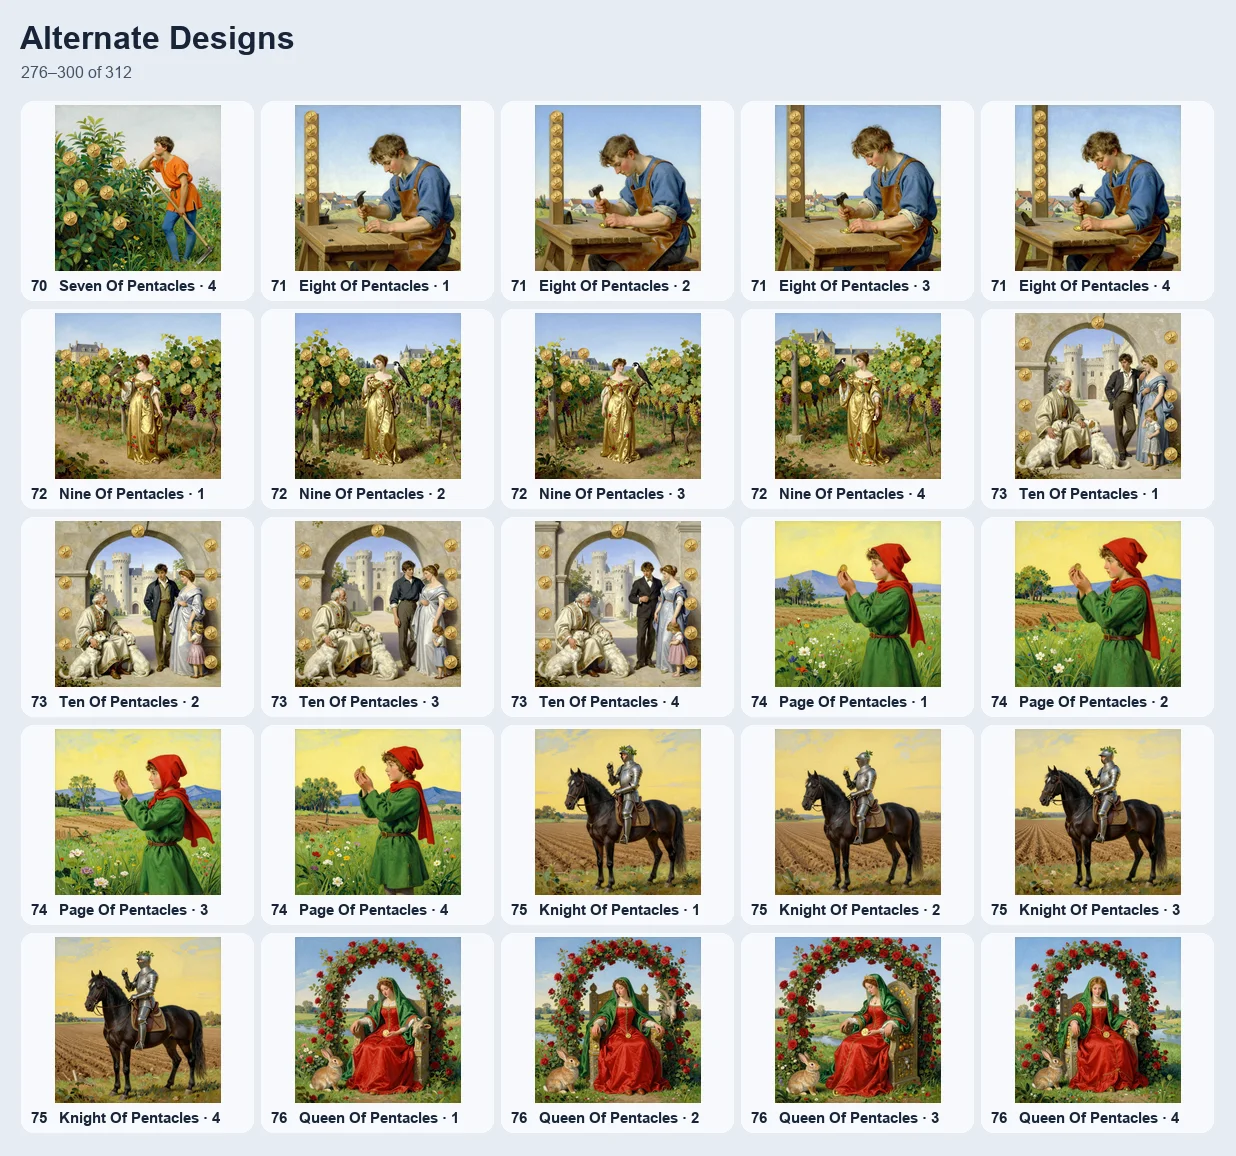 Alternate Designs
276–300 of 312
70 Seven Of Pentacles · 4
71 Eight Of Pentacles · 1
71 Eight Of Pentacles · 2
71 Eight Of Pentacles · 3
71 Eight Of Pentacles · 4
72 Nine Of Pentacles · 1
72 Nine Of Pentacles · 2
72 Nine Of Pentacles · 3
72 Nine Of Pentacles · 4
73 Ten Of Pentacles · 1
73 Ten Of Pentacles · 2
73 Ten Of Pentacles · 3
73 Ten Of Pentacles · 4
74 Page Of Pentacles · 1
74 Page Of Pentacles · 2
74 Page Of Pentacles · 3
74 Page Of Pentacles · 4
75 Knight Of Pentacles · 1
75 Knight Of Pentacles · 2
75 Knight Of Pentacles · 3
75 Knight Of Pentacles · 4
76 Queen Of Pentacles · 1
76 Queen Of Pentacles · 2
76 Queen Of Pentacles · 3
76 Queen Of Pentacles · 4